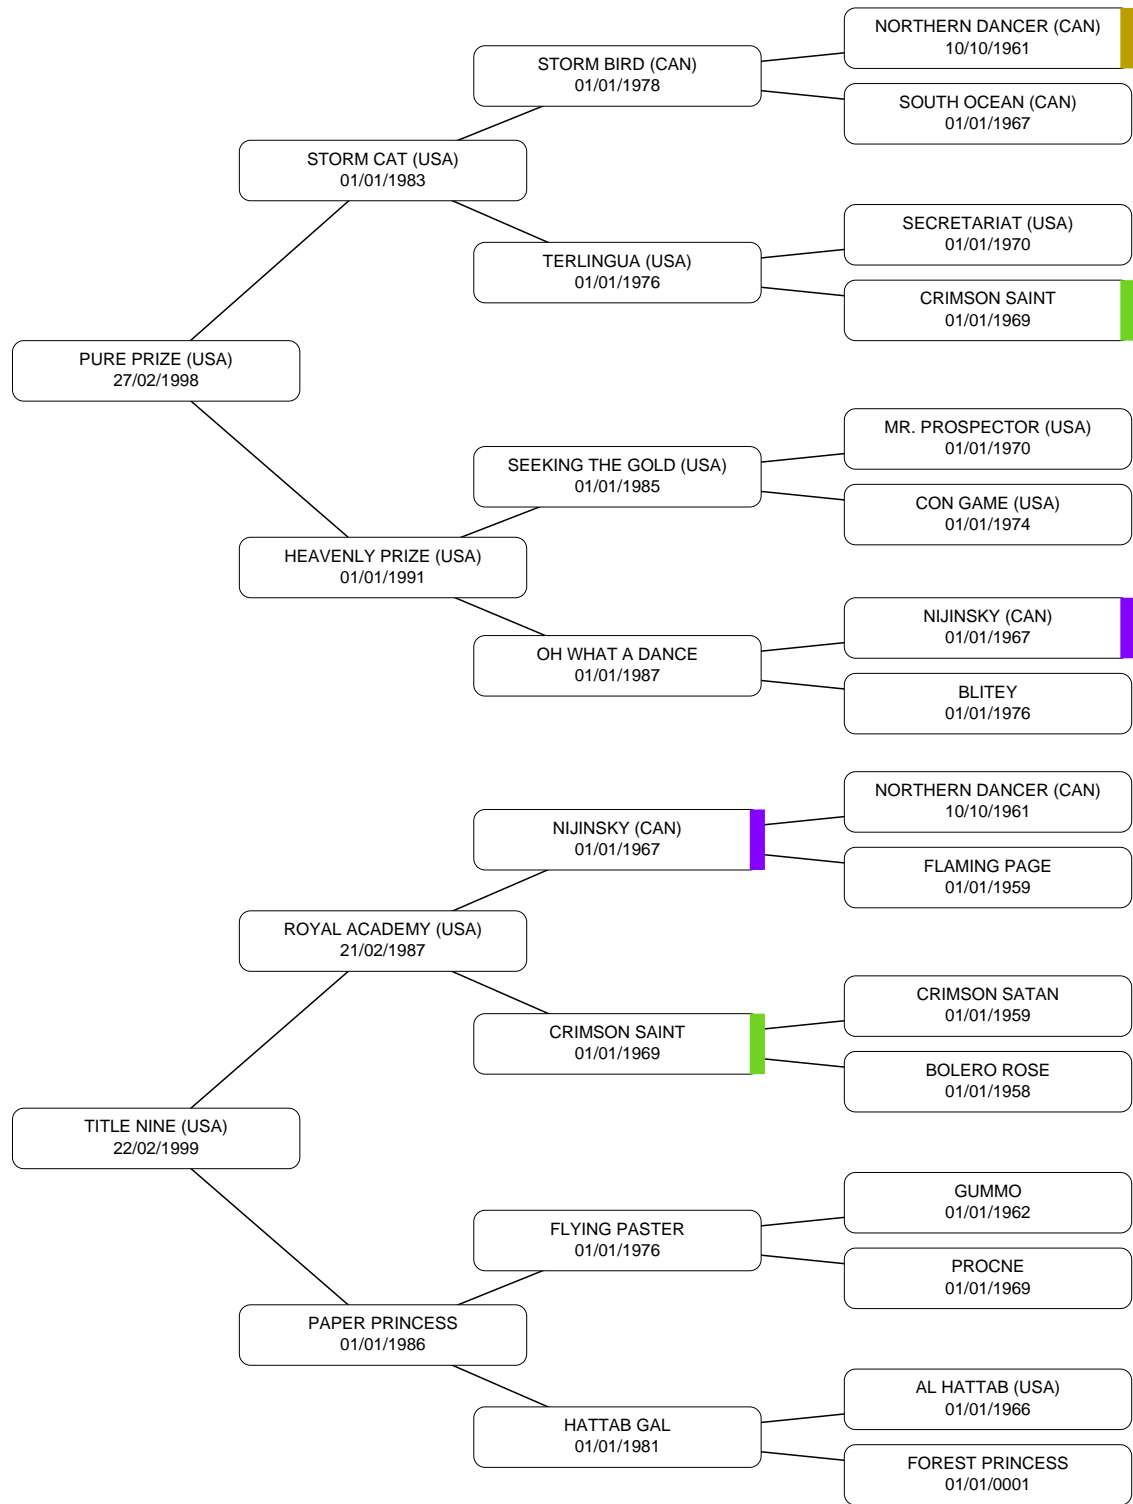 NORTHERN DANCER (CAN)
10/10/1961
STORM BIRD (CAN)
01/01/1978
SOUTH OCEAN (CAN)
01/01/1967
STORM CAT (USA)
01/01/1983
SECRETARIAT (USA)
01/01/1970
TERLINGUA (USA)
01/01/1976
CRIMSON SAINT
01/01/1969
PURE PRIZE (USA)
27/02/1998
MR. PROSPECTOR (USA)
01/01/1970
SEEKING THE GOLD (USA)
01/01/1985
CON GAME (USA)
01/01/1974
HEAVENLY PRIZE (USA)
01/01/1991
NIJINSKY (CAN)
01/01/1967
OH WHAT A DANCE
01/01/1987
BLITEY
01/01/1976
NORTHERN DANCER (CAN)
10/10/1961
NIJINSKY (CAN)
01/01/1967
FLAMING PAGE
01/01/1959
ROYAL ACADEMY (USA)
21/02/1987
CRIMSON SATAN
01/01/1959
CRIMSON SAINT
01/01/1969
BOLERO ROSE
01/01/1958
TITLE NINE (USA)
22/02/1999
GUMMO
01/01/1962
FLYING PASTER
01/01/1976
PROCNE
01/01/1969
PAPER PRINCESS
01/01/1986
AL HATTAB (USA)
01/01/1966
HATTAB GAL
01/01/1981
FOREST PRINCESS
01/01/0001